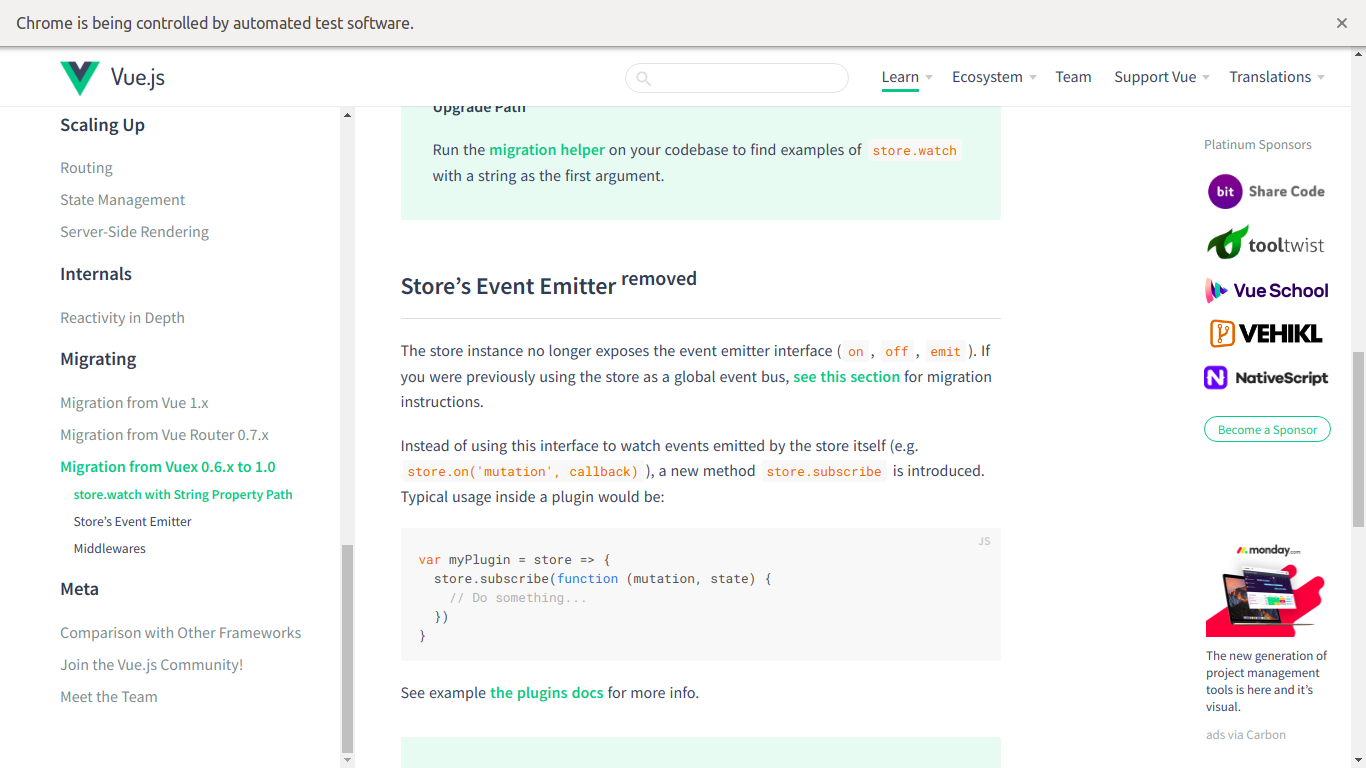 Chrome is being controlled by automated test software.
Vue.js
Learn
Ecosystem
Team
Support Vue
Translations
Scaling Up
Routing
State Management
Server-Side Rendering
Internals
Reactivity in Depth
Migrating
Migration from Vue 1.x
Migration from Vue Router 0.7.x
Migration from Vuex 0.6.x to 1.0
store.watch with String Property Path
Store's Event Emitter
Middlewares
Meta
Comparison with Other Frameworks
Join the Vue.js Community!
Meet the Team
Upgrade Path
Run the migration helper on your codebase to find examples of store.watch
with a string as the first argument.
Store's Event Emitter removed
The store instance no longer exposes the event emitter interface ( on , off , emit ). If
you were previously using the store as a global event bus, see this section for migration
instructions.
Instead of using this interface to watch events emitted by the store itself (e.g.
store.on('mutation', callback) ), a new method store.subscribe is introduced.
Typical usage inside a plugin would be:
JS
var myPlugin = store => {
store.subscribe(function (mutation, state) {
// Do something...
})
}
See example the plugins docs for more info.
Platinum Sponsors
bit Share Code
tooltwist
Vue School
VEHIKL
NativeScript
Become a Sponsor
monday.com
The new generation of
project management
tools is here and it's
visual.
ads via Carbon